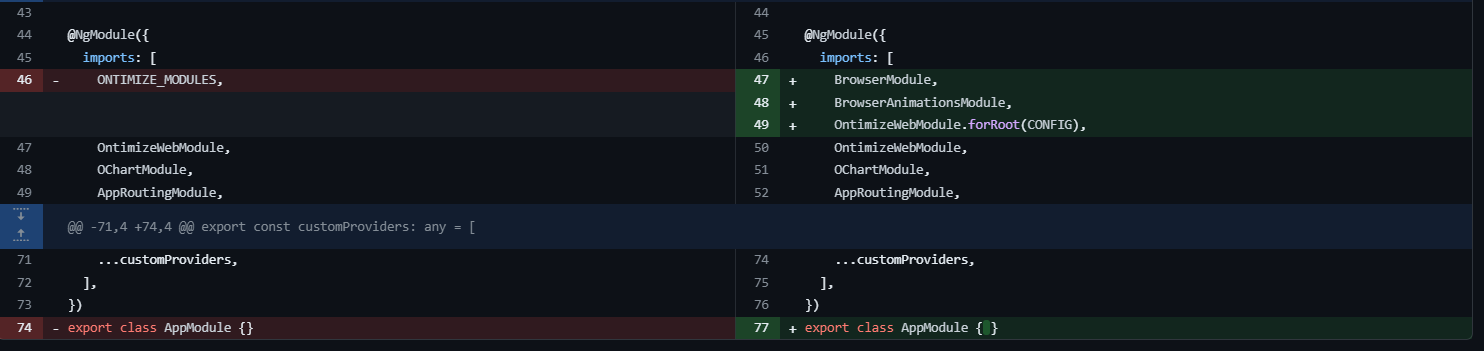 43
44 @NgModule({
45 imports: [
46 - ONTIMIZE_MODULES,
47 OntimizeWebModule,
48 OChartModule,
49 AppRoutingModule,
@@ -71,4 +74,4 @@ export const customProviders: any = [
71 ...customProviders,
72 ],
73 })
74 - export class AppModule {}
44
45 @NgModule({
46 imports: [
47 + BrowserModule,
48 + BrowserAnimationsModule,
49 + OntimizeWebModule.forRoot(CONFIG),
50 OntimizeWebModule,
51 OChartModule,
52 AppRoutingModule,
74 ...customProviders,
75 ],
76 })
77 + export class AppModule { }